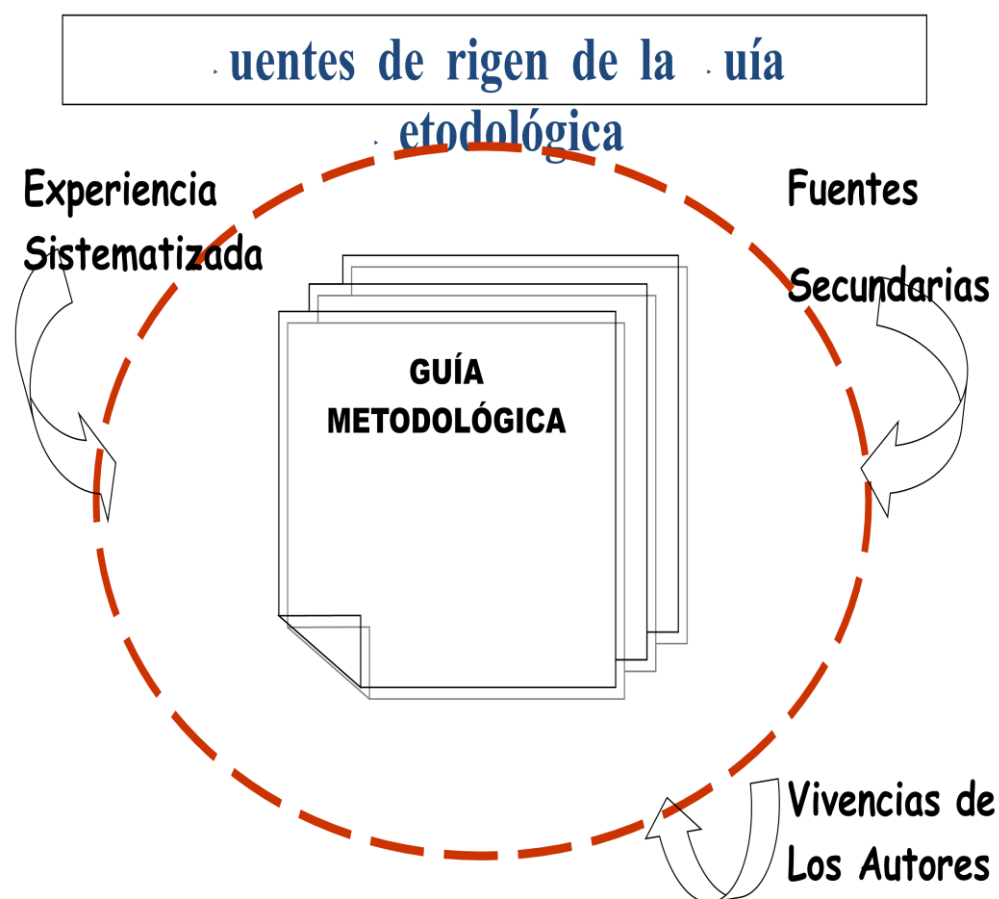 uentes de rigen de la uía
etodológica
Experiencia
Sistematizada
Fuentes
Secundarias
GUÍA
METODOLÓGICA
Vivencias de
Los Autores